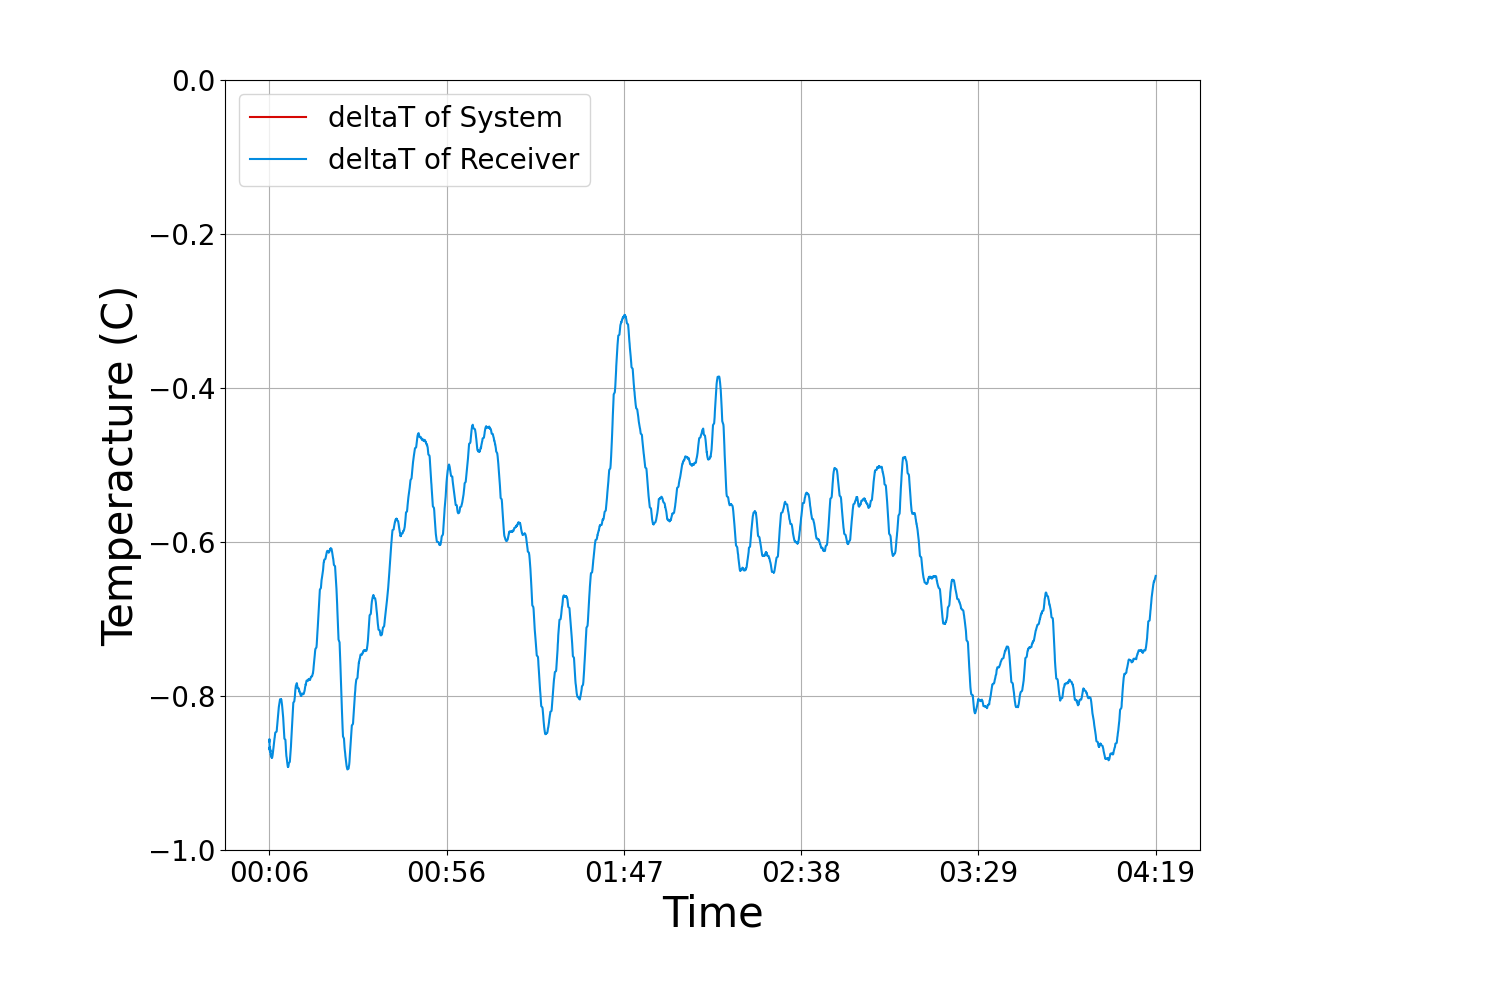 0.0
deltaT of System
deltaT of Receiver
−0.2
−0.4
−0.6
−0.8
−1.0
Temperacture (C)
00:06 00:56 01:47 02:38 03:29 04:19
Time